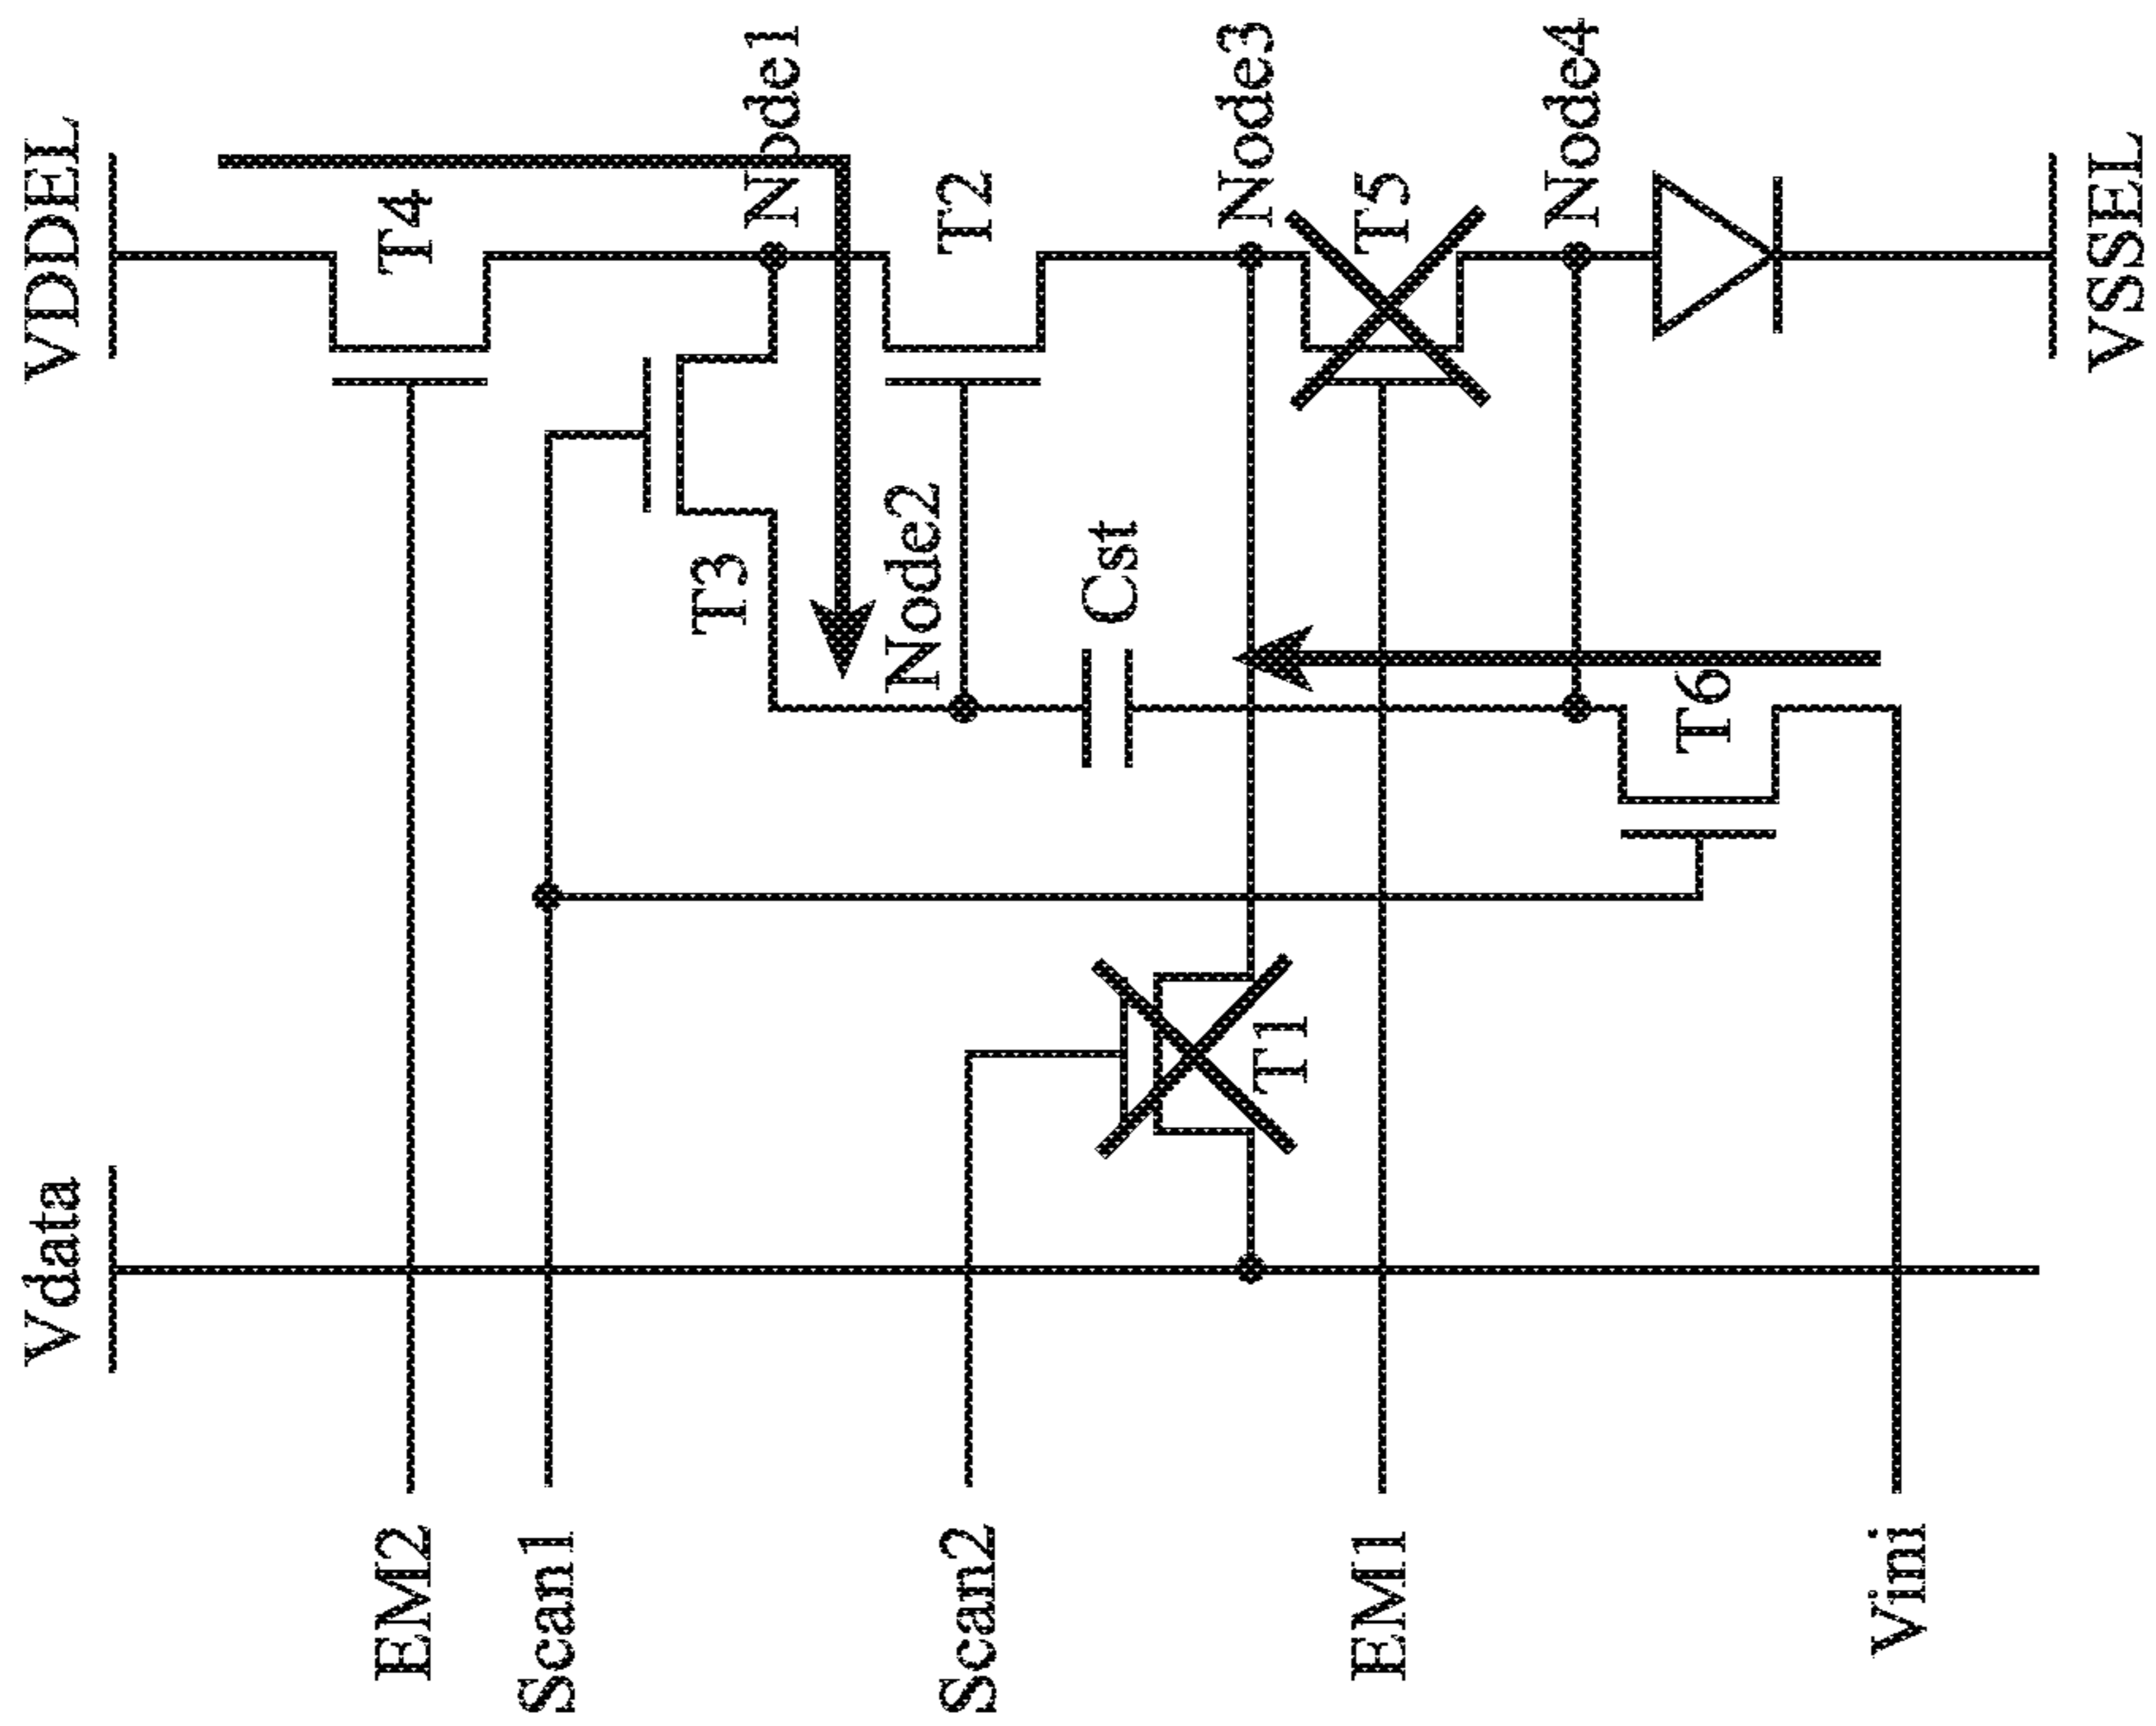 VDDEL
Vdata
T4
EM2
Scan1
T3
Node1
Node2
T2
Scan2
Cst
Node3
T1
T5
EM1
Node4
T6
Vini
VSSEL